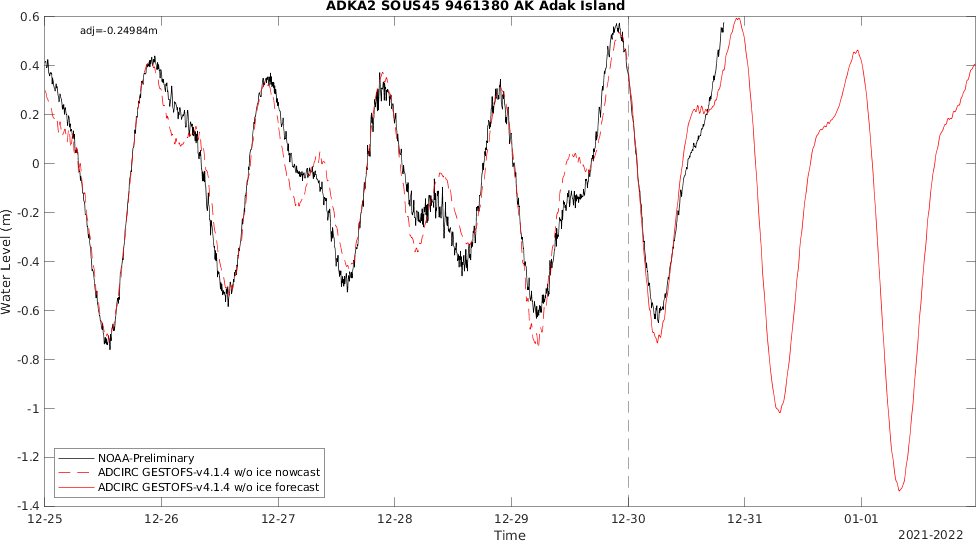 ADKA2 SOUS45 9461380 AK Adak Island
adj=-0.24984m
0.6
0.4
0.2
0
-0.2
-0.4
-0.6
-0.8
-1
-1.2
-1.4
Water Level (m)
NOAA-Preliminary
ADCIRC GESTOFS-v4.1.4 w/o ice nowcast
ADCIRC GESTOFS-v4.1.4 w/o ice forecast
12-25 12-26 12-27 12-28 12-29 12-30 12-31 01-01
Time
2021-2022